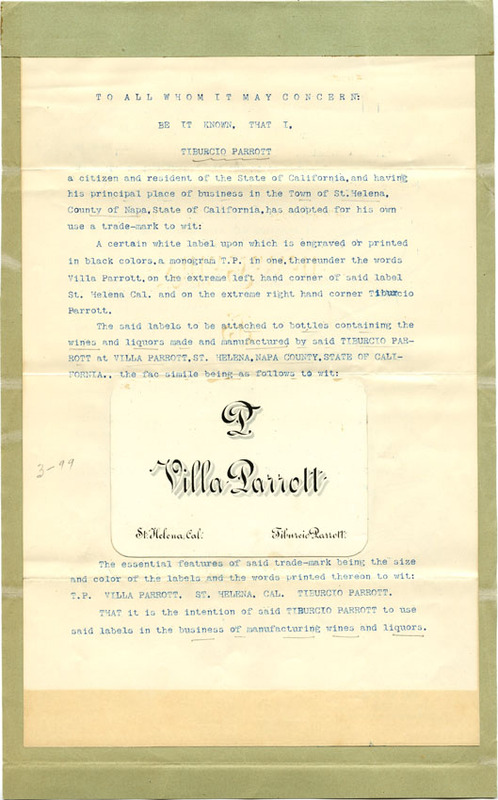 TO ALL WHOM IT MAY CONCERN:
BE IT KNOWN, THAT I,
TIBURCIO PARROTT
a citizen and resident of the State of California, and having
his principal place of business in the Town of St. Helena,
County of Napa, State of California, has adopted for his own
use a trade-mark to wit:
A certain white label upon which is engraved or printed
in black colors, a monogram T.P. in one, thereunder the words
Villa Parrott, on the extreme left hand corner of said label
St. Helena Cal. and on the extreme right hand corner Tiburcio
Parrott.
The said labels to be attached to bottles containing the
wines and liquors made and manufactured by said TIBURCIO PAR-
ROTT at VILLA PARROTT, ST. HELENA, NAPA COUNTY, STATE OF CALI-
FORNIA., the fac simile being as follows to wit:
3-99
TP
Villa Parrott
St. Helena, Cal. Tiburcio Parrott
The essential features of said trade-mark being the size
and color of the labels and the words printed thereon to wit:
T.P. VILLA PARROTT. ST. HELENA. CAL. TIBURCIO PARROTT.
THAT it is the intention of said TIBURCIO PARROTT to use
said labels in the business of manufacturing wines and liquors.